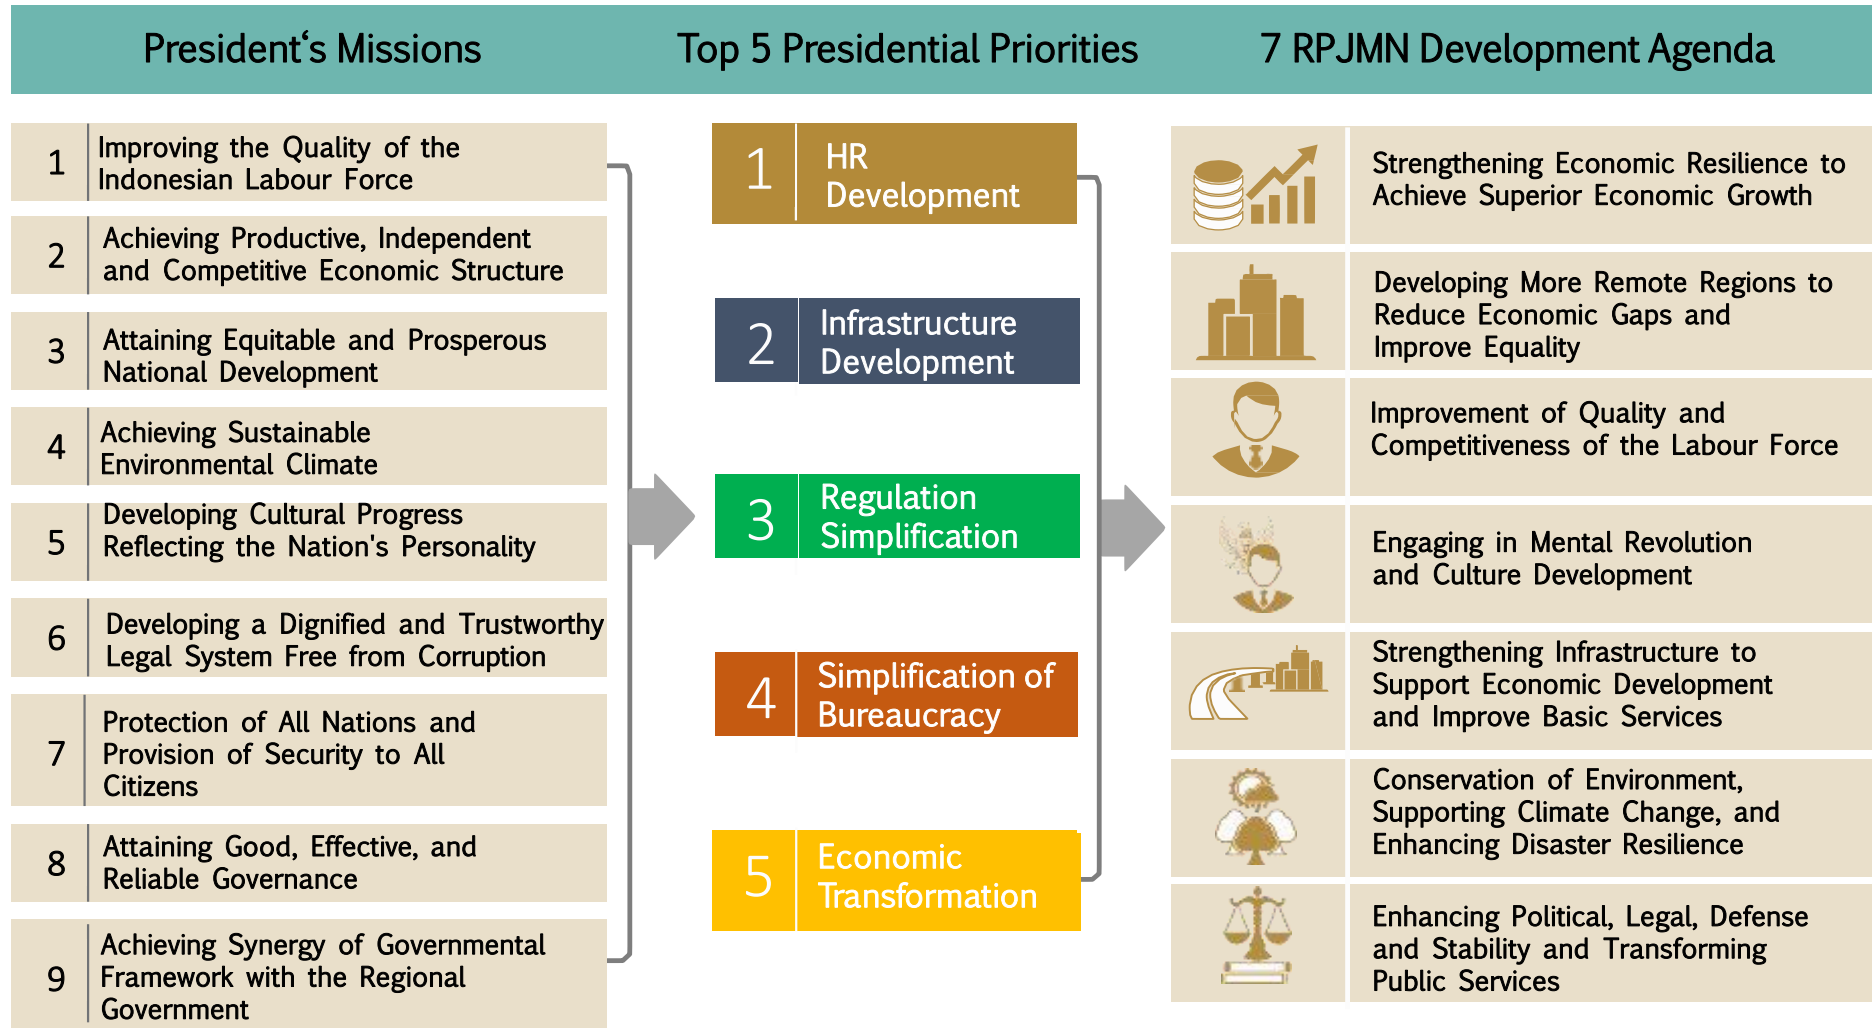 President‘s Missions
Top 5 Presidential Priorities
7 RPJMN Development Agenda
1
Improving the Quality of the
Indonesian Labour Force
2
Achieving Productive, Independent
and Competitive Economic Structure
3
Attaining Equitable and Prosperous
National Development
4
Achieving Sustainable
Environmental Climate
5
Developing Cultural Progress
Reflecting the Nation's Personality
6
Developing a Dignified and Trustworthy
Legal System Free from Corruption
7
Protection of All Nations and
Provision of Security to All
Citizens
8
Attaining Good, Effective, and
Reliable Governance
9
Achieving Synergy of Governmental
Framework with the Regional
Government
1
HR
Development
2
Infrastructure
Development
3
Regulation
Simplification
4
Simplification of
Bureaucracy
5
Economic
Transformation
Strengthening Economic Resilience to
Achieve Superior Economic Growth
Developing More Remote Regions to
Reduce Economic Gaps and
Improve Equality
Improvement of Quality and
Competitiveness of the Labour Force
Engaging in Mental Revolution
and Culture Development
Strengthening Infrastructure to
Support Economic Development
and Improve Basic Services
Conservation of Environment,
Supporting Climate Change, and
Enhancing Disaster Resilience
Enhancing Political, Legal, Defense
and Stability and Transforming
Public Services